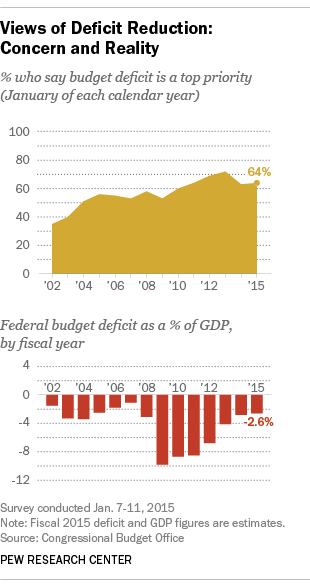 Views of Deficit Reduction:
Concern and Reality
% who say budget deficit is a top priority
(January of each calendar year)
100
80
60
40
20
0
64%
'02 '04 '06 '08 '10 '12 '15
Federal budget deficit as a % of GDP,
by fiscal year
4
0
-4
-8
-12
'02 '04 '06 '08 '10 '12 '15
-2.6%
Survey conducted Jan. 7-11, 2015
Note: Fiscal 2015 deficit and GDP figures are estimates.
Source: Congressional Budget Office
PEW RESEARCH CENTER